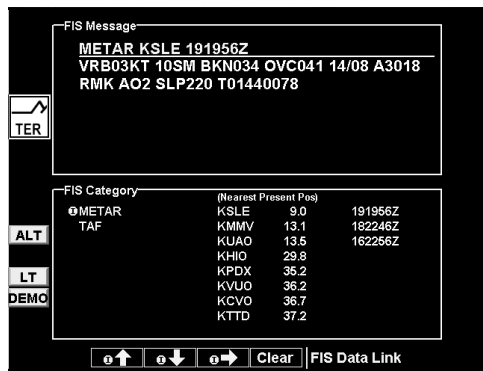 FIS Message
METAR KSLE 191956Z
VRB03KT 10SM BKN034 OVC041 14/08 A3018
RMK AO2 SLP220 T01440078
TER
FIS Category
(Nearest Present Pos)
METAR KSLE 9.0 191956Z
TAF KMMV 13.1 182246Z
KUAO 13.5 162256Z
KHIO 29.8
KPDX 35.2
KVUO 36.2
KCVO 36.7
KTTD 37.2
ALT
LT
DEMO
Clear FIS Data Link